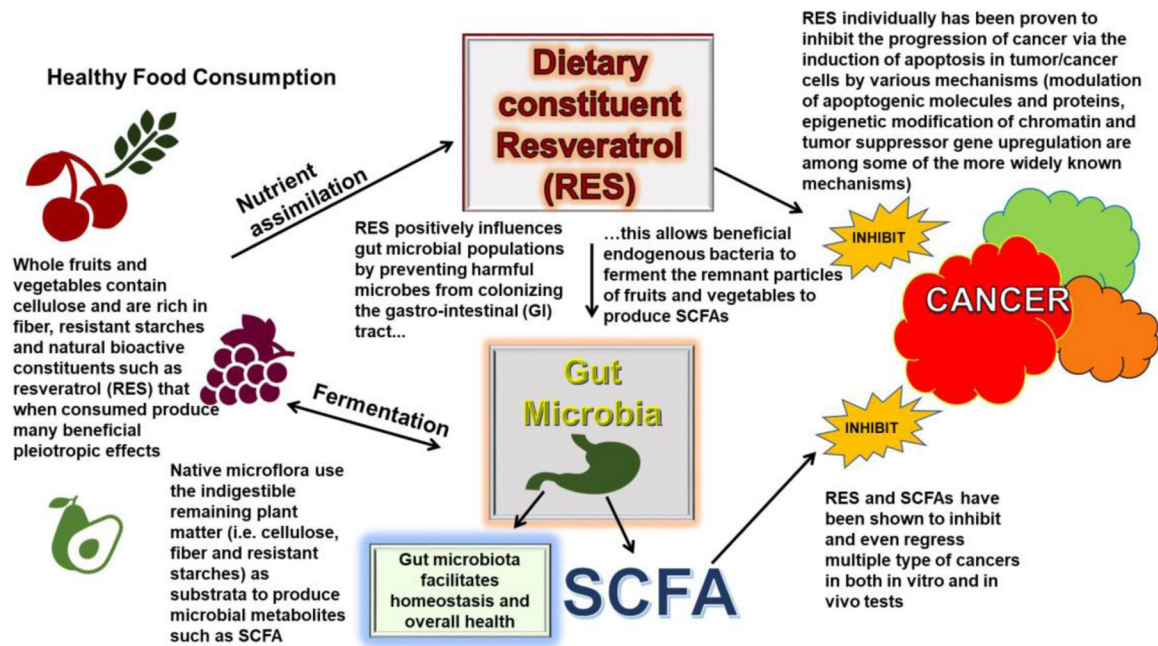 Healthy Food Consumption
Whole fruits and
vegetables contain
cellulose and are rich in
fiber, resistant starches
and natural bioactive
constituents such as
resveratrol (RES) that
when consumed produce
many beneficial
pleiotropic effects
Nutrient
assimilation
Dietary
constituent
Resveratrol
(RES)
RES individually has been proven to
inhibit the progression of cancer via the
induction of apoptosis in tumor/cancer
cells by various mechanisms (modulation
of apoptogenic molecules and proteins,
epigenetic modification of chromatin and
tumor suppressor gene upregulation are
among some of the more widely known
mechanisms)
RES positively influences
gut microbial populations
by preventing harmful
microbes from colonizing
the gastro-intestinal (GI)
tract...
...this allows beneficial
endogenous bacteria to
ferment the remnant particles
of fruits and vegetables to
produce SCFAs
INHIBIT
CANCER
INHIBIT
Fermentation
Gut
Microbia
Native microflora use
the indigestible
remaining plant
matter (i.e. cellulose,
fiber and resistant
starches) as
substrata to produce
microbial metabolites
such as SCFA
Gut microbiota
facilitates
homeostasis and
overall health
SCFA
RES and SCFAs have
been shown to inhibit
and even regress
multiple type of cancers
in both in vitro and in
vivo tests